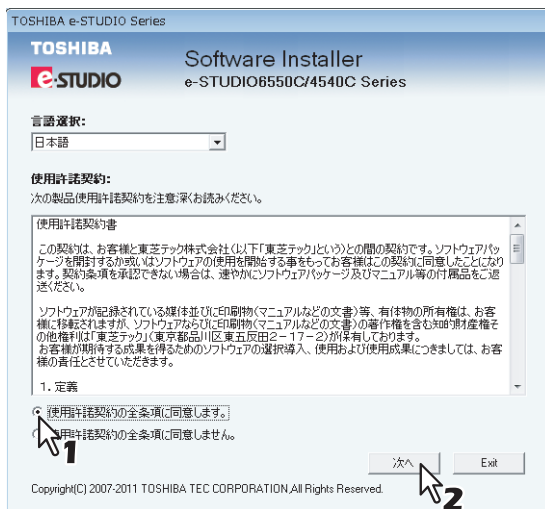 TOSHIBA e-STUDIO Series
TOSHIBA
e-STUDIO
Software Installer
e-STUDIO6550C/4540C Series
言語選択:
日本語
使用許諾契約:
次の製品使用許諾契約を注意深くお読みください。
使用許諾契約書
この契約は、お客様と東芝テック株式会社(以下「東芝テック」という)との間の契約です。ソフトウェアパッ
ケージを開封するか或いはソフトウェアの使用を開始する事をもってお客様はこの契約に同意したことになり
ます。契約条項を承認できない場合は、速やかにソフトウェアパッケージ及びマニュアル等の付属品をご返
送ください。
ソフトウェアが記録されている媒体並びに印刷物(マニュアルなどの文書)等、有体物の所有権は、お客
様に移転されますが、ソフトウェアならびに印刷物(マニュアルなどの文書)の著作権を含む知的財産権そ
の他権利は「東芝テック」(東京都品川区東五反田2-17-2)が保有しております。
お客様が期待する成果を得るためのソフトウェアの選択導入、使用および使用成果につきましては、お客
様の責任とさせていただきます。
1. 定義
使用許諾契約の全条項に同意します。
使用許諾契約の全条項に同意しません。
1
次へ
Exit
2
Copyright(C) 2007-2011 TOSHIBA TEC CORPORATION,All Rights Reserved.